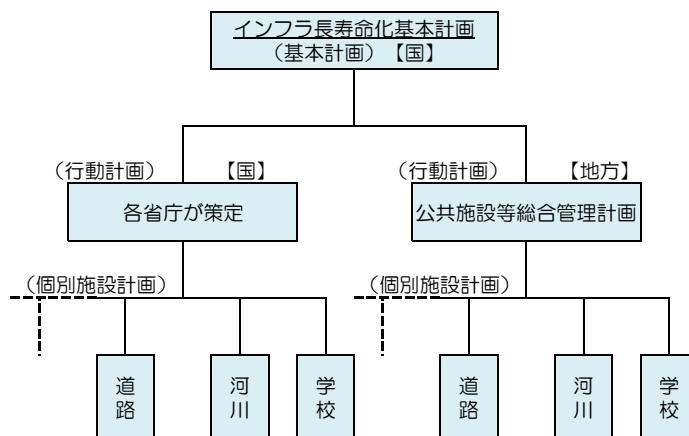 インフラ長寿命化基本計画
（基本計画）【国】
（行動計画）　【国】
各省庁が策定
（行動計画）　【地方】
公共施設等総合管理計画
（個別施設計画）
道路
河川
学校
（個別施設計画）
道路
河川
学校